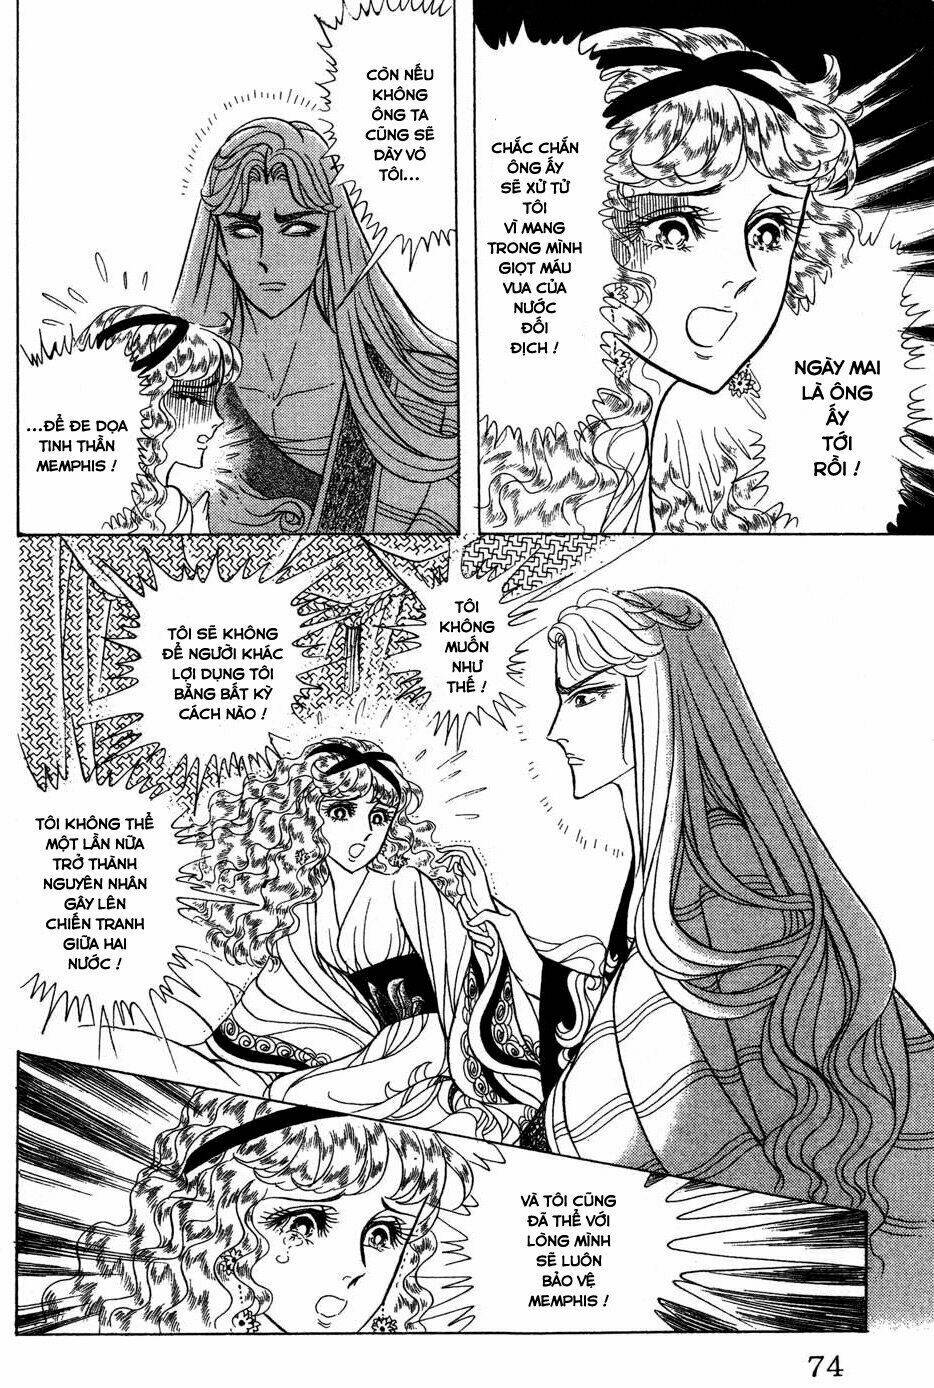 NGÀY MAI
LÀ ÔNG
ẤY
TỚI
RỒI !
CHẮC CHẮN
ÔNG ẤY
SẼ XỬ TỬ
TÔI
VÌ MANG
TRONG MÌNH
GIỌT MÁU
VUA CỦA
NƯỚC
ĐỐI
ĐỊCH !
CÒN NẾU
KHÔNG
ÔNG TA
CŨNG SẼ
DÀY VÒ
TÔI...
...ĐỂ ĐE DỌA
TINH THẦN
MEMPHIS !
TÔI
KHÔNG
MUỐN
NHƯ
THẾ !
TÔI SẼ KHÔNG
ĐỂ NGƯỜI KHÁC
LỢI DỤNG TÔI
BẰNG BẤT KỲ
CÁCH NÀO !
TÔI KHÔNG THỂ
MỘT LẦN NỮA
TRỞ THÀNH
NGUYÊN NHÂN
GÂY LÊN
CHIẾN TRANH
GIỮA HAI
NƯỚC !
VÀ TÔI CŨNG
ĐÃ THỀ VỚI
LÒNG MÌNH
SẼ LUÔN
BẢO VỆ
MEMPHIS !
74